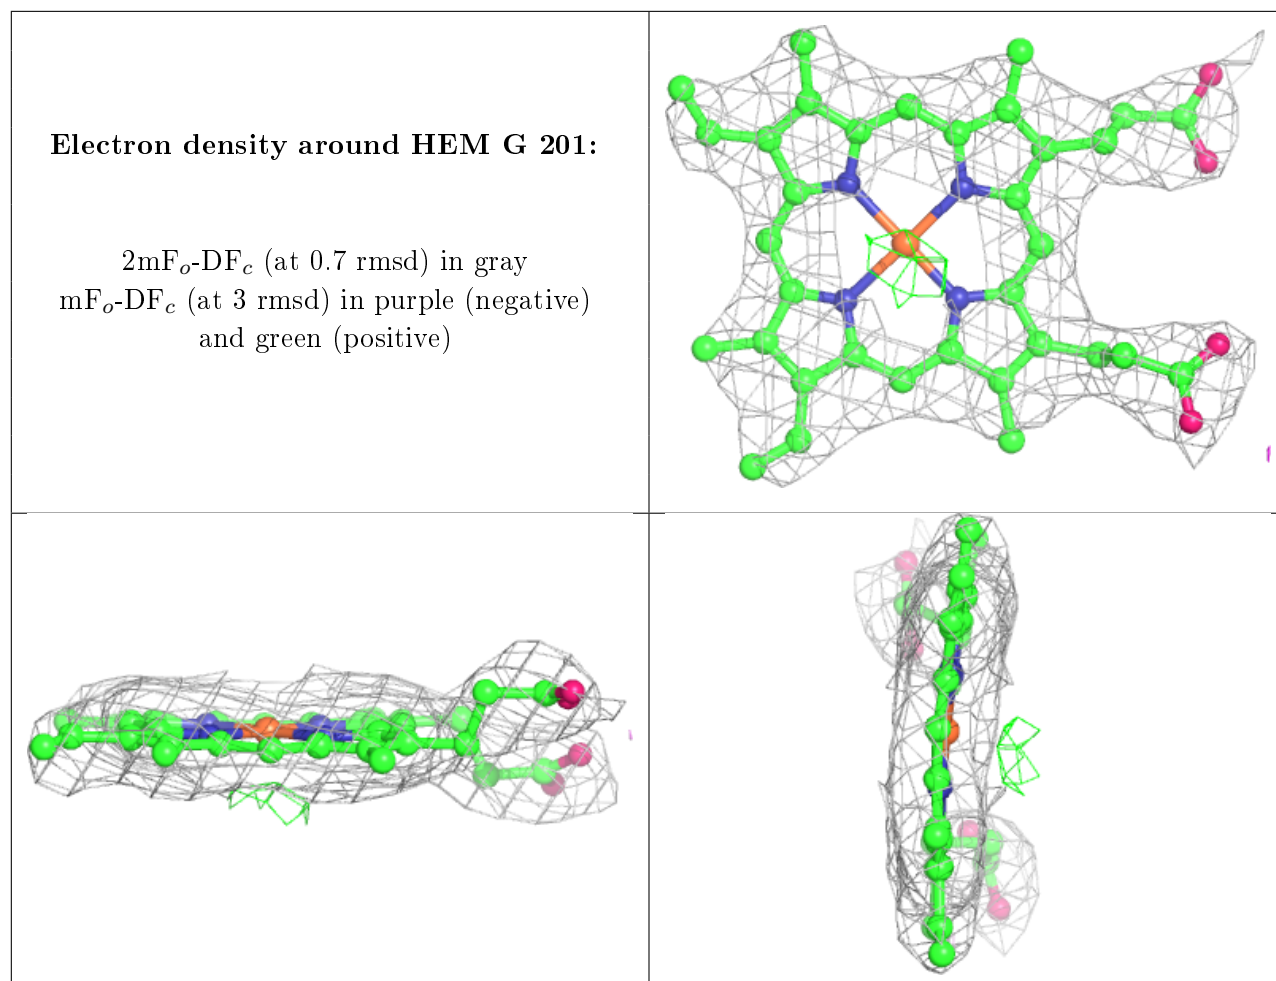 Electron density around HEM G 201:
2mFo-DFc (at 0.7 rmsd) in gray
mFo-DFc (at 3 rmsd) in purple (negative)
and green (positive)